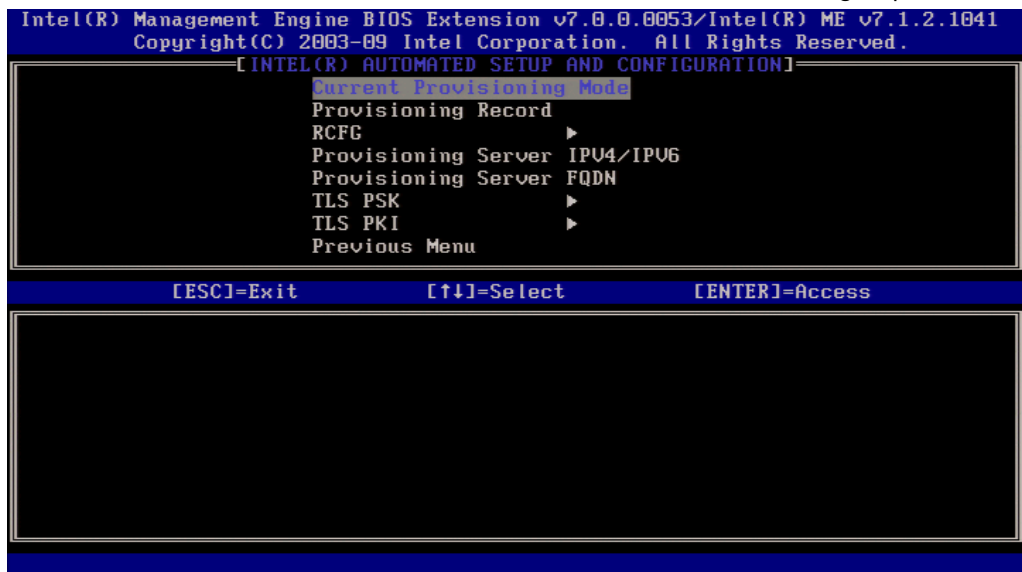 Intel(R) Management Engine BIOS Extension v7.0.0.0053/Intel(R) ME v7.1.2.1041
Copyright(C) 2003-09 Intel Corporation. All Rights Reserved.
[INTEL(R) AUTOMATED SETUP AND CONFIGURATION]
Current Provisioning Mode
Provisioning Record
RCFG ►
Provisioning Server IPV4/IPV6
Provisioning Server FQDN
TLS PSK ►
TLS PKI ►
Previous Menu
[ESC]=Exit [↑↓]=Select [ENTER]=Access